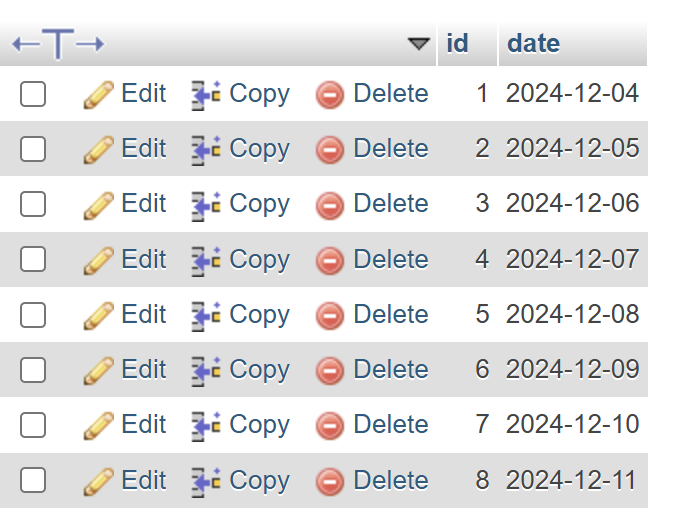 id date
Edit Copy Delete 1 2024-12-04
Edit Copy Delete 2 2024-12-05
Edit Copy Delete 3 2024-12-06
Edit Copy Delete 4 2024-12-07
Edit Copy Delete 5 2024-12-08
Edit Copy Delete 6 2024-12-09
Edit Copy Delete 7 2024-12-10
Edit Copy Delete 8 2024-12-11